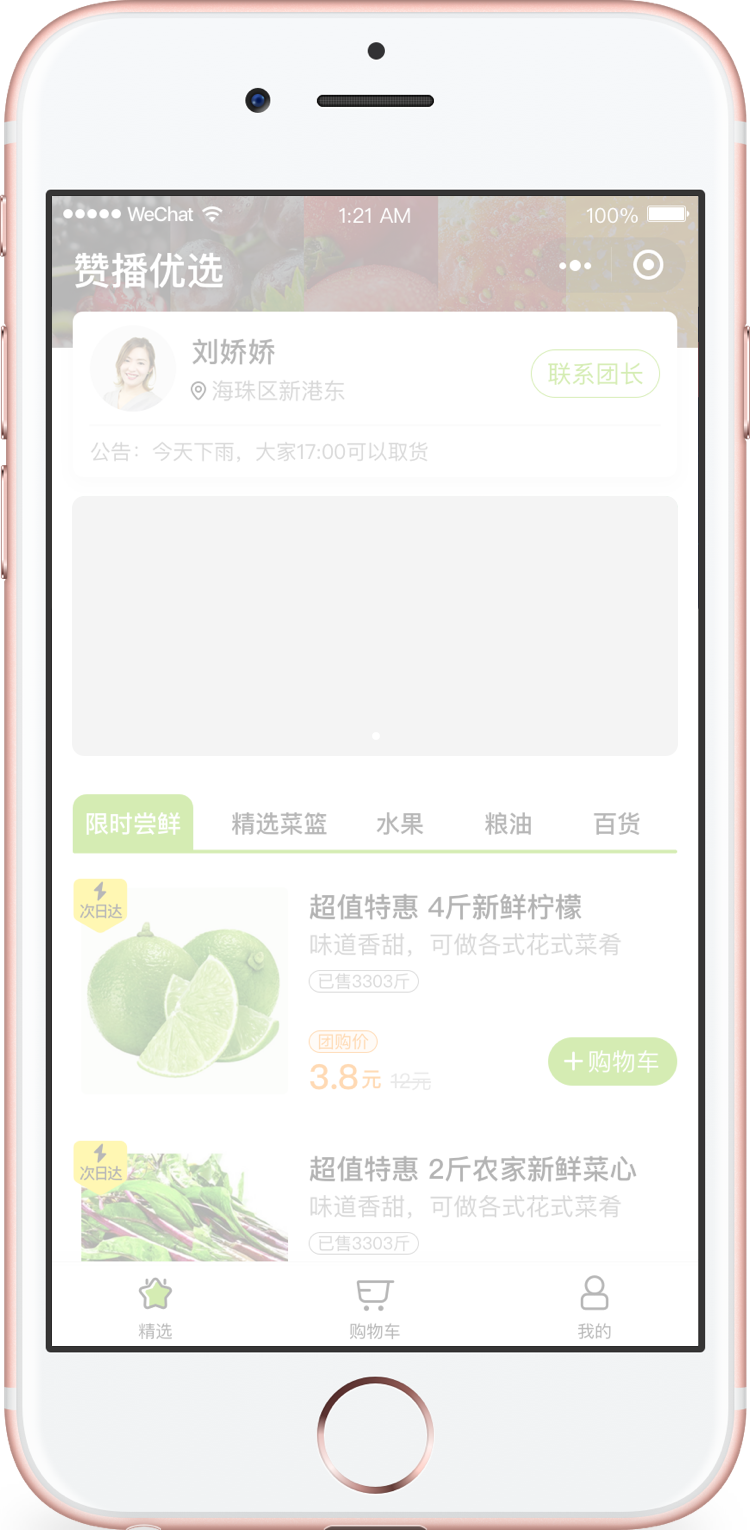 WeChat 1:21 AM 100%
赞播优选
刘娇娇
海珠区新港东
联系团长
公告：今天下雨，大家17:00可以取货
限时尝鲜 精选菜篮 水果 粮油 百货
次日达
超值特惠 4斤新鲜柠檬
味道香甜，可做各式花式菜肴
已售3303斤
团购价
3.8元 12元
+购物车
次日达
超值特惠 2斤农家新鲜菜心
味道香甜，可做各式花式菜肴
已售3303斤
精选 购物车 我的